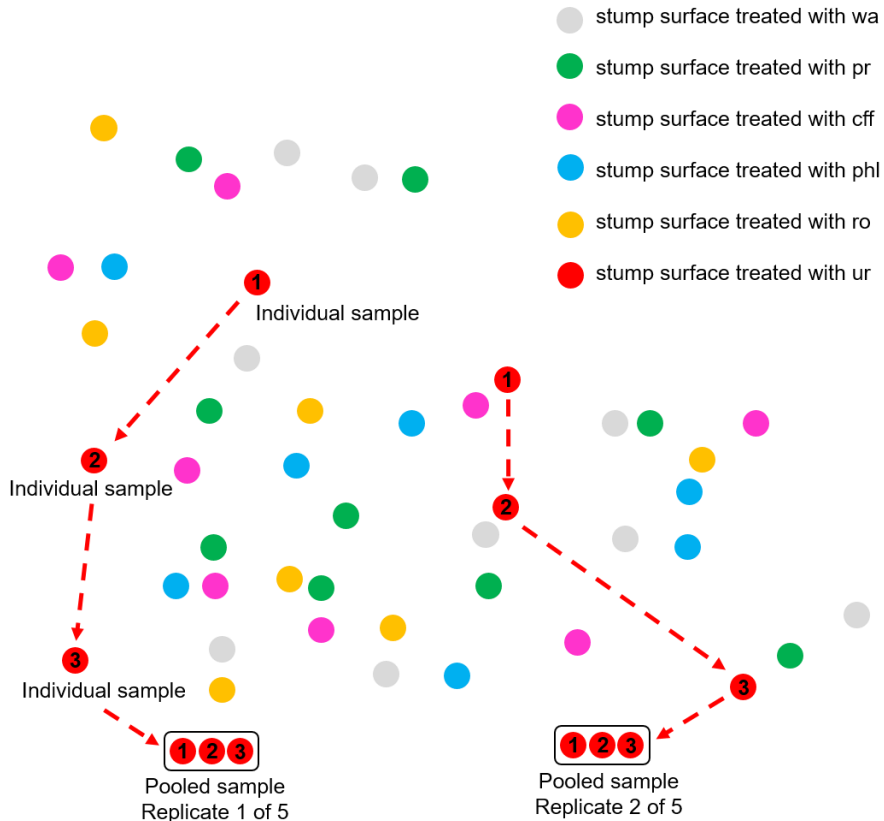 stump surface treated with wa
stump surface treated with pr
stump surface treated with cff
stump surface treated with phl
stump surface treated with ro
stump surface treated with ur
1
Individual sample
1
2
Individual sample
2
3
Individual sample
3
1 2 3
Pooled sample
Replicate 1 of 5
1 2 3
Pooled sample
Replicate 2 of 5